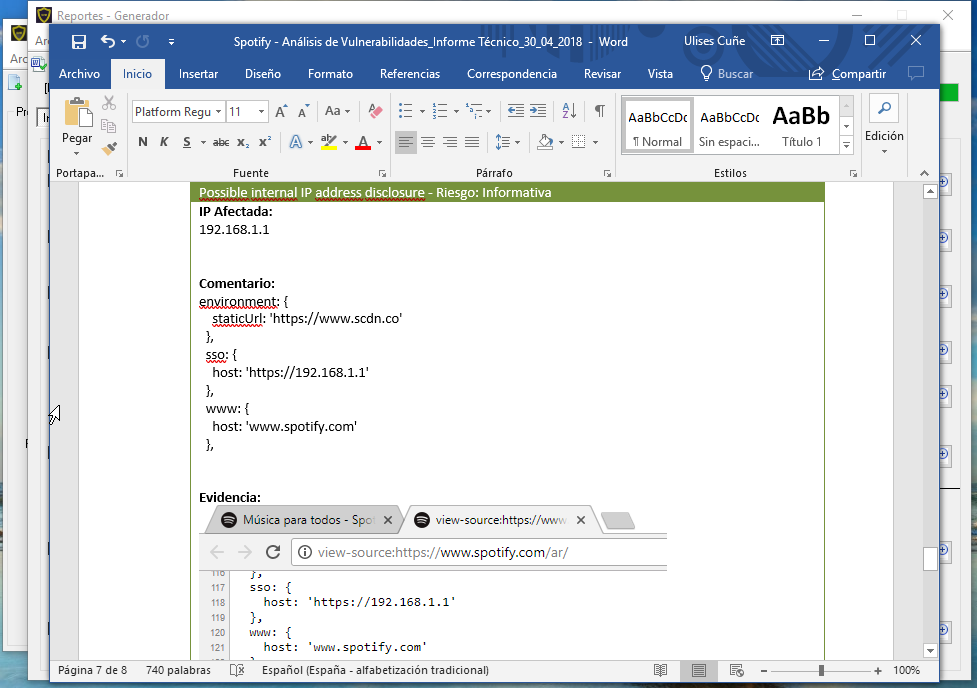 Reportes - Generador
Spotify - Análisis de Vulnerabilidades_Informe Técnico_30_04_2018 - Word
Ulises Cuñe
Archivo Inicio Insertar Diseño Formato Referencias Correspondencia Revisar Vista Buscar Compartir
Pegar
Platform Regu 11
Aa
N K S abc x₂ x²
AaBbCcDc AaBbCcDc AaBb
¶ Normal Sin espaci... Título 1
Edición
Portapa... Fuente Párrafo Estilos
Possible internal IP address disclosure - Riesgo: Informativa
IP Afectada:
192.168.1.1
Comentario:
environment: {
staticUrl: 'https://www.scdn.co'
},
sso: {
host: 'https://192.168.1.1'
},
www: {
host: 'www.spotify.com'
},
Evidencia:
Música para todos - Spot view-source:https://www
view-source:https://www.spotify.com/ar/
116 },
117 sso: {
118 host: 'https://192.168.1.1'
119 },
120 www: {
121 host: 'www.spotify.com'
Página 7 de 8 740 palabras Español (España - alfabetización tradicional) 100%